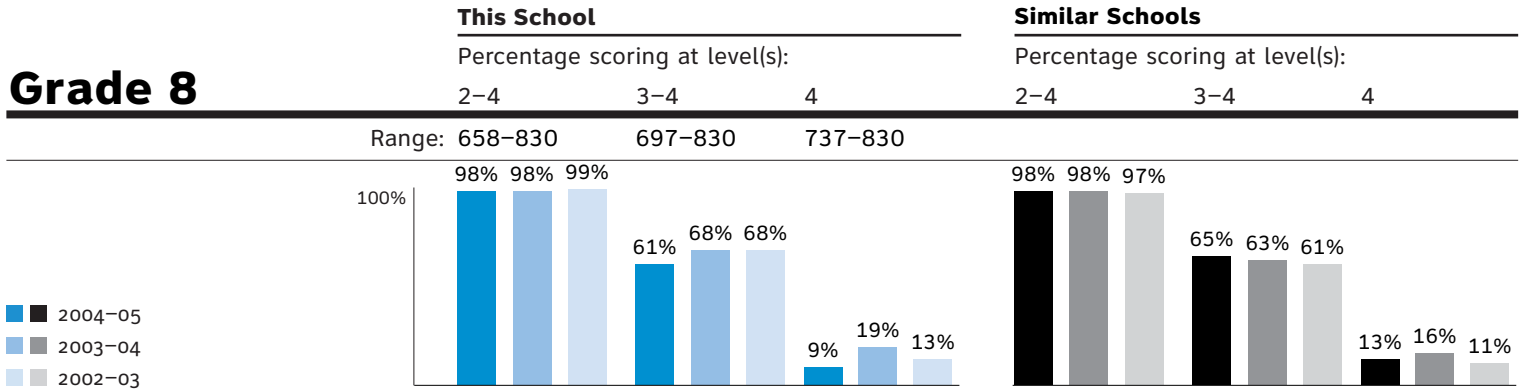 This School Similar Schools
Percentage scoring at level(s): Percentage scoring at level(s):
Grade 8 2–4 3–4 4 2–4 3–4 4
Range: 658–830 697–830 737–830
98% 98% 99% 98% 98% 97%
100%
61% 68% 68% 65% 63% 61%
9% 19% 13% 13% 16% 11%
2004–05
2003–04
2002–03